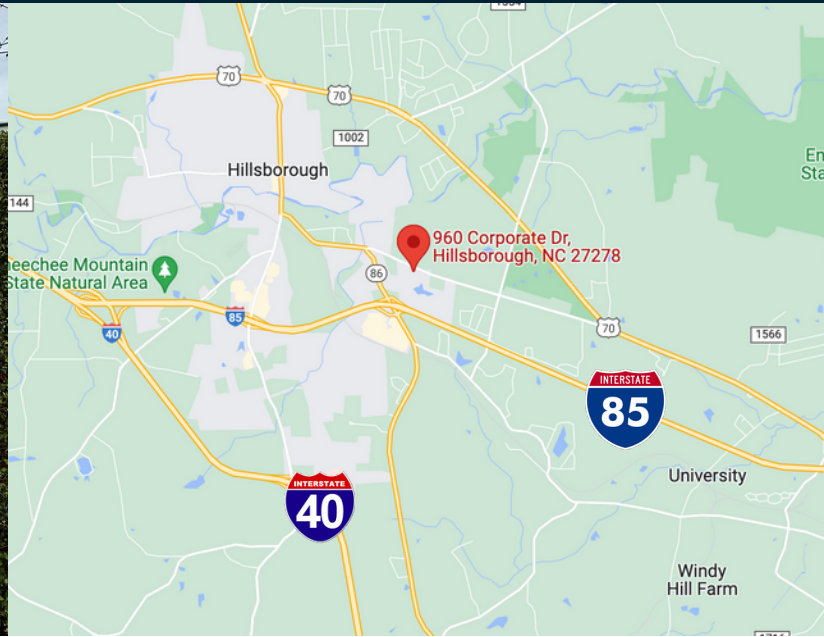 70
70
1002
Hillsborough
144
960 Corporate Dr,
Hillsborough, NC 27278
Mountain
State Natural Area
86
85
40
70
1566
INTERSTATE
85
University
INTERSTATE
40
Windy
Hill Farm